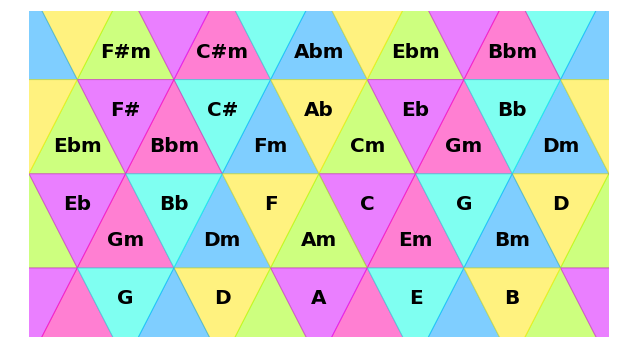 F#m C#m Abm Ebm Bbm
F# C# Ab Eb Bb
Ebm Bbm Fm Cm Gm Dm
Eb Bb F C G D
Gm Dm Am Em Bm
G D A E B